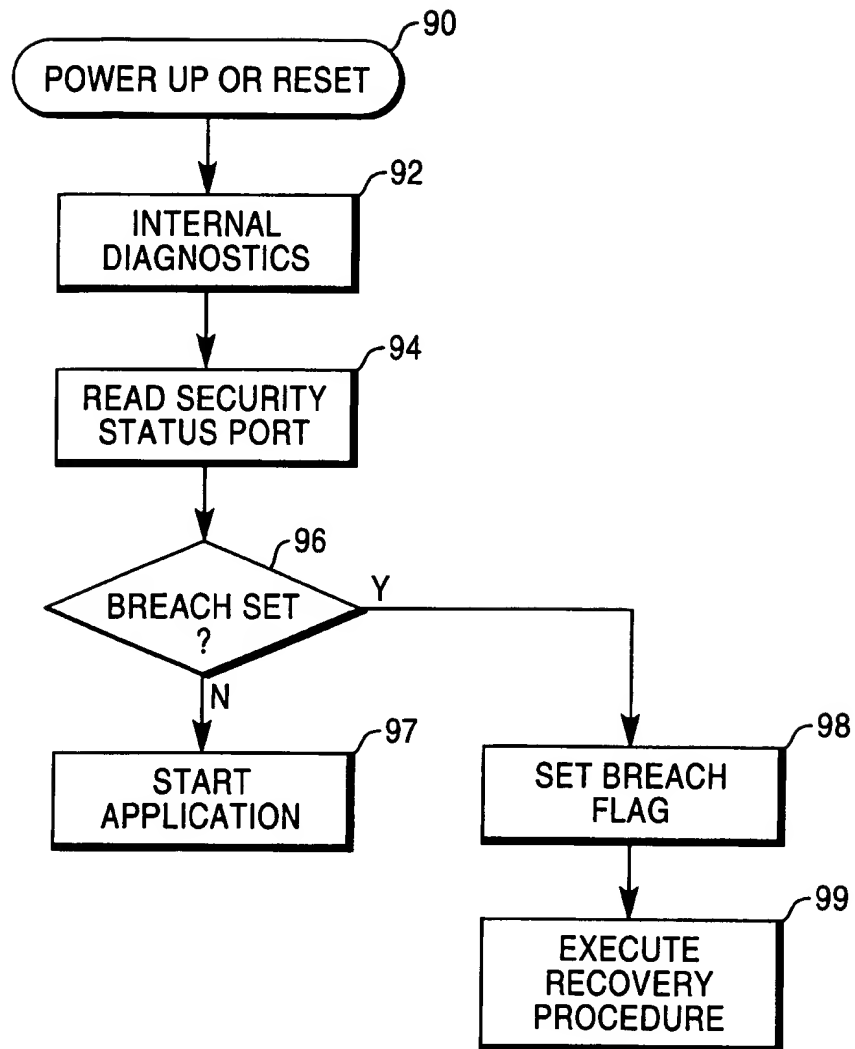 90
POWER UP OR RESET
92
INTERNAL
DIAGNOSTICS
94
READ SECURITY
STATUS PORT
96
BREACH SET
?
Y
N
97
START
APPLICATION
98
SET BREACH
FLAG
99
EXECUTE
RECOVERY
PROCEDURE